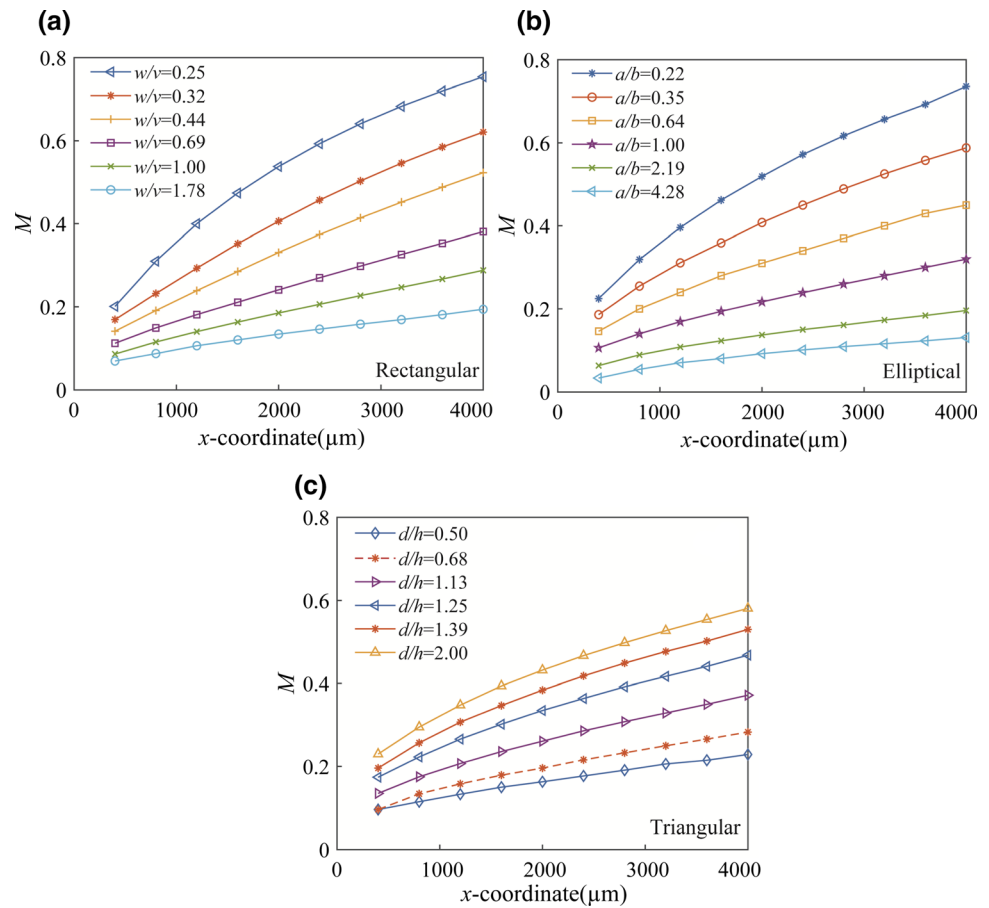 (a)
0.8
w/v=0.25
w/v=0.32
w/v=0.44
w/v=0.69
w/v=1.00
w/v=1.78
0.6
M
0.4
0.2
0
Rectangular
0 1000 2000 3000 4000
x-coordinate(µm)
(b)
0.8
a/b=0.22
a/b=0.35
a/b=0.64
a/b=1.00
a/b=2.19
a/b=4.28
0.6
M
0.4
0.2
0
Elliptical
0 1000 2000 3000 4000
x-coordinate(µm)
(c)
0.8
d/h=0.50
d/h=0.68
d/h=1.13
d/h=1.25
d/h=1.39
d/h=2.00
0.6
M
0.4
0.2
0
Triangular
0 1000 2000 3000 4000
x-coordinate(µm)